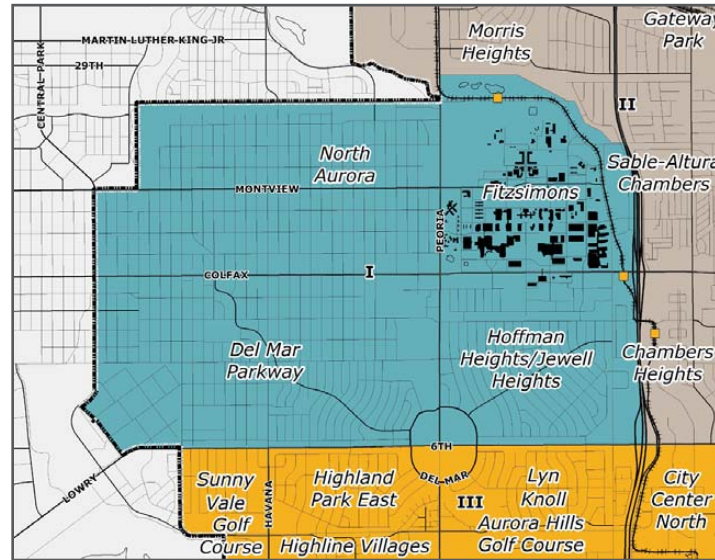 Morris
Heights
Gateway
Park
MARTIN LUTHER KING JR
29TH
CENTRAL PARK
II
North
Aurora
Sable-Altura
Chambers
MONTVIEW
Fitzsimons
PEORIA
COLFAX
I
Del Mar
Parkway
Hoffman
Heights/Jewell
Heights
Chambers
Heights
6TH
DEL MAR
LOWRY
HAVANA
Sunny
Vale
Golf
Course
Highland
Park East
III
Lyn
Knoll
Aurora-Hills
Golf Course
City
Center
North
Highline Villages